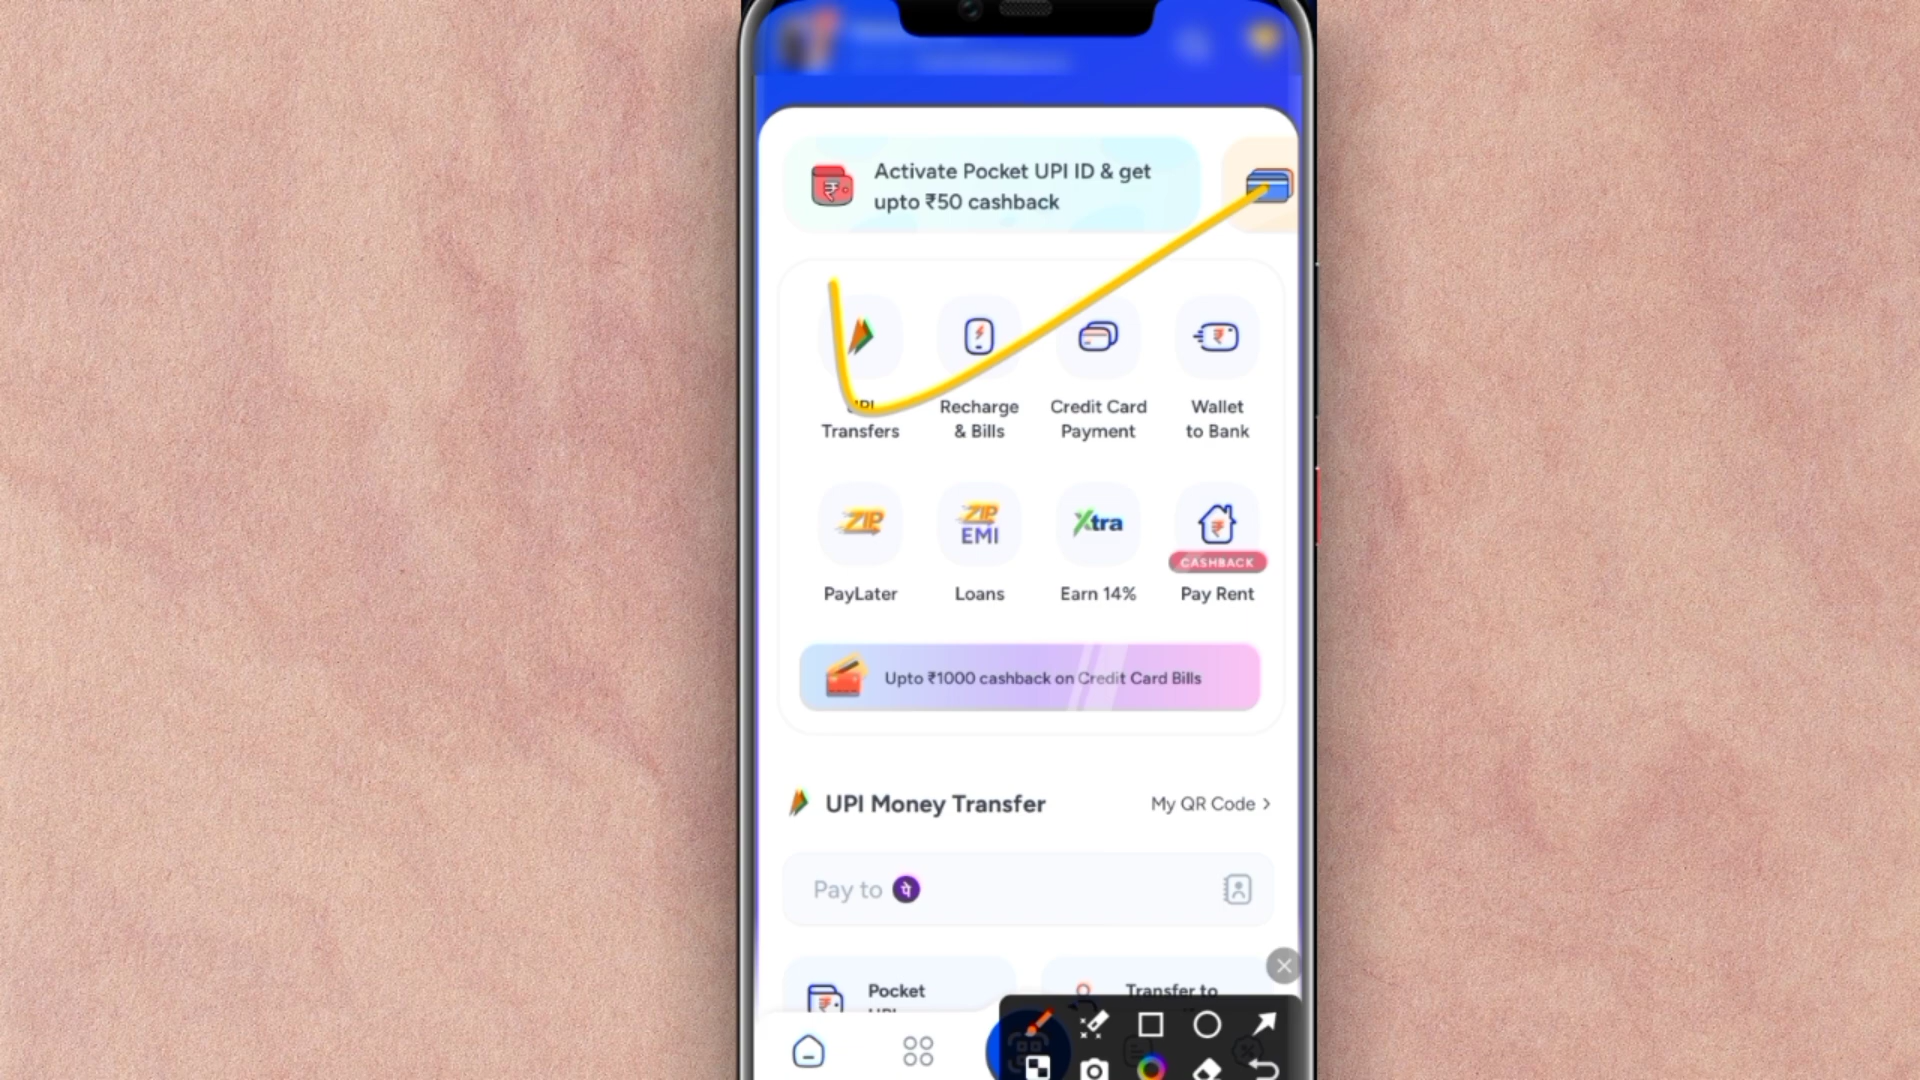 Activate Pocket UPI ID & get
upto ₹50 cashback
UPI
Transfers
Recharge
& Bills
Credit Card
Payment
Wallet
to Bank
ZIP
ZIP
EMI
Xtra
CASHBACK
PayLater
Loans
Earn 14%
Pay Rent
Upto ₹1000 cashback on Credit Card Bills
UPI Money Transfer
My QR Code >
Pay to पे
Pocket
Transfer to